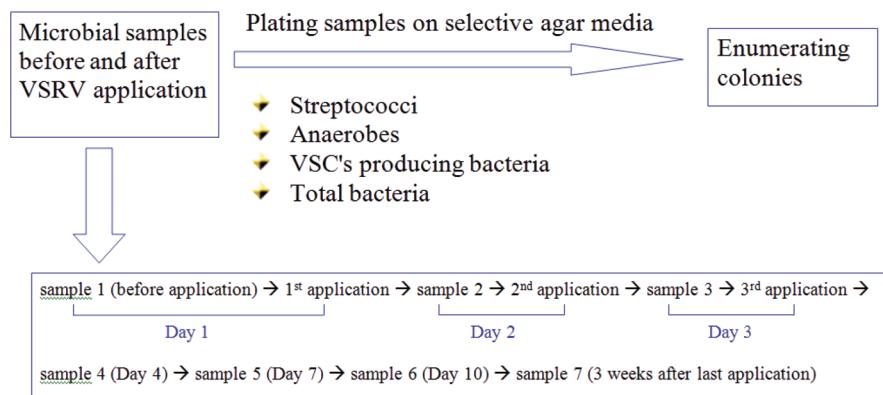 Microbial samples
before and after
VSRV application
Plating samples on selective agar media
Enumerating
colonies
Streptococci
Anaerobes
VSC's producing bacteria
Total bacteria
sample 1 (before application) → 1st application → sample 2 → 2nd application → sample 3 → 3rd application →
Day 1 Day 2 Day 3
sample 4 (Day 4) → sample 5 (Day 7) → sample 6 (Day 10) → sample 7 (3 weeks after last application)